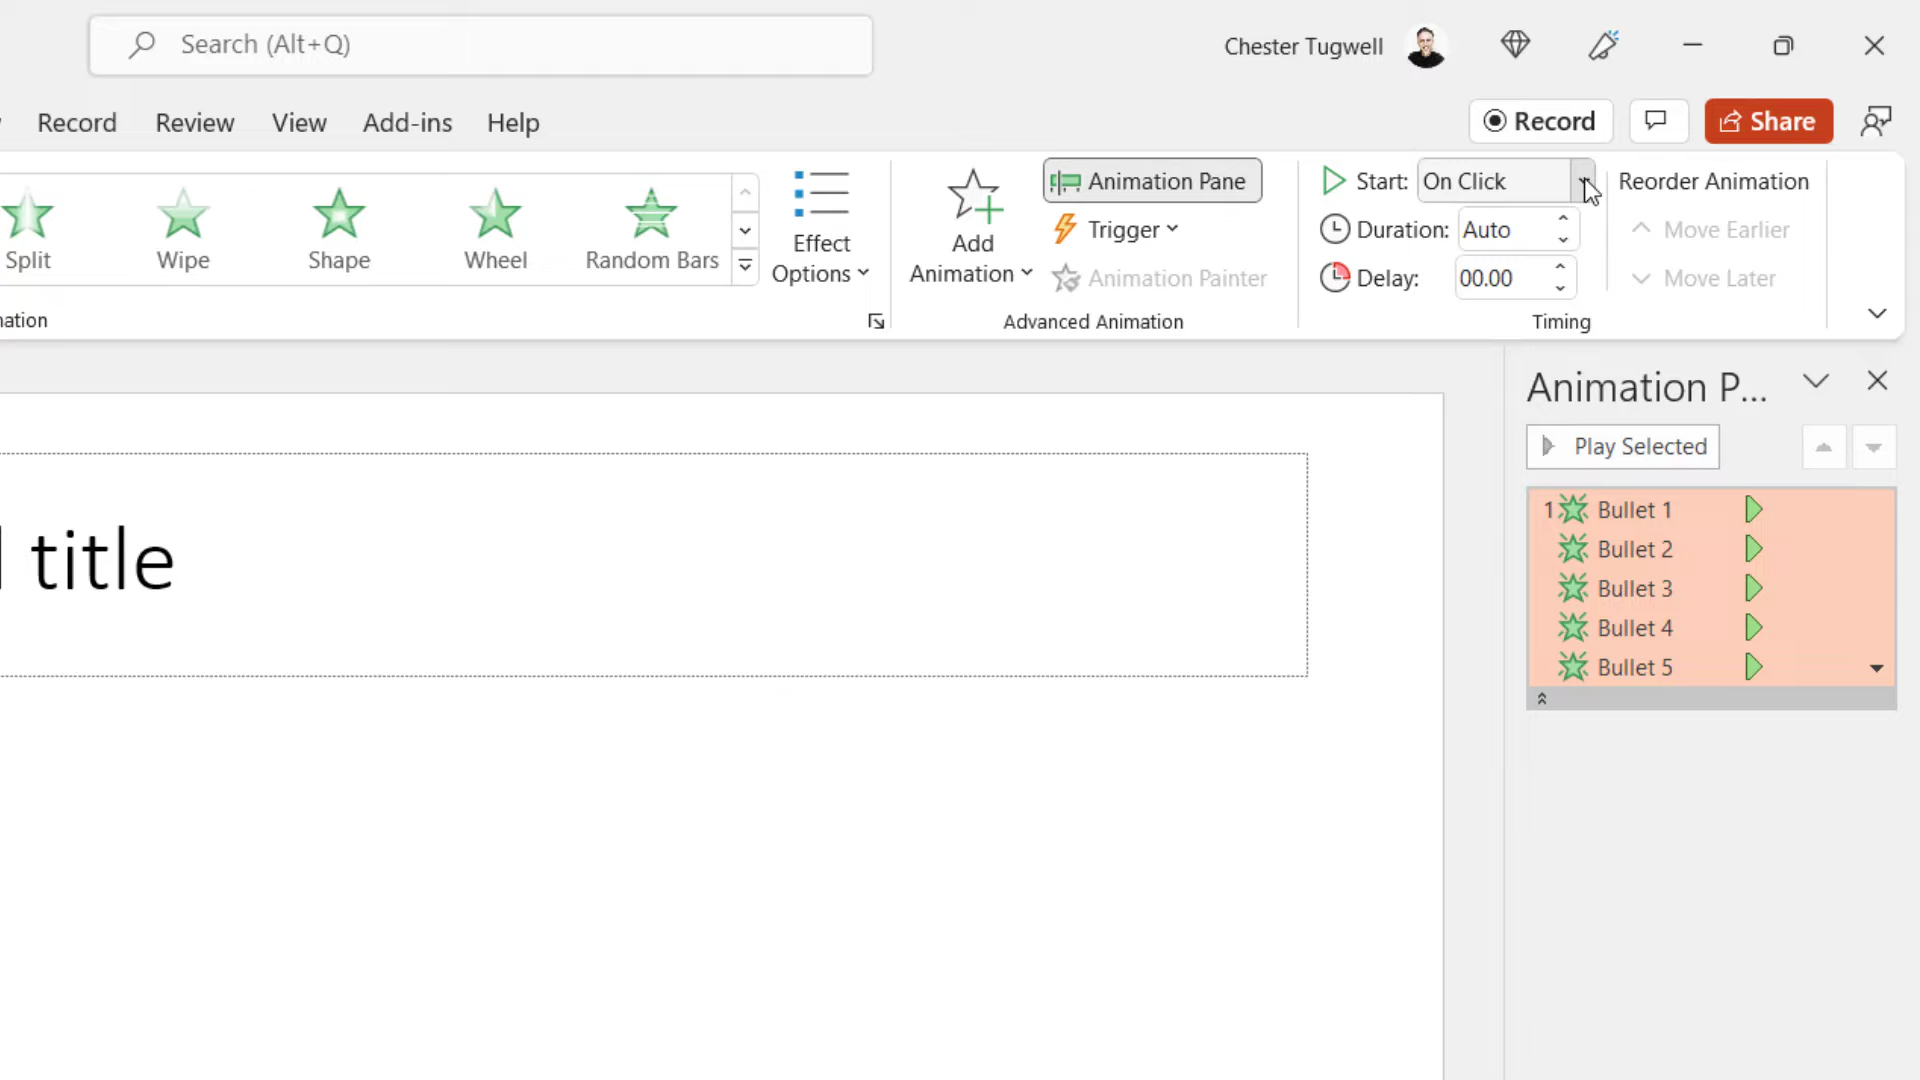 Search (Alt+Q)
Chester Tugwell
Record
Review
View
Add-ins
Help
Record
Share
Split
Wipe
Shape
Wheel
Random Bars
Effect
Options
Add
Animation
Animation Pane
Trigger
Animation Painter
Start:
On Click
Duration:
Auto
Delay:
00.00
Reorder Animation
Move Earlier
Move Later
Advanced Animation
Timing
Animation P...
Play Selected
1 Bullet 1
Bullet 2
Bullet 3
Bullet 4
Bullet 5
title